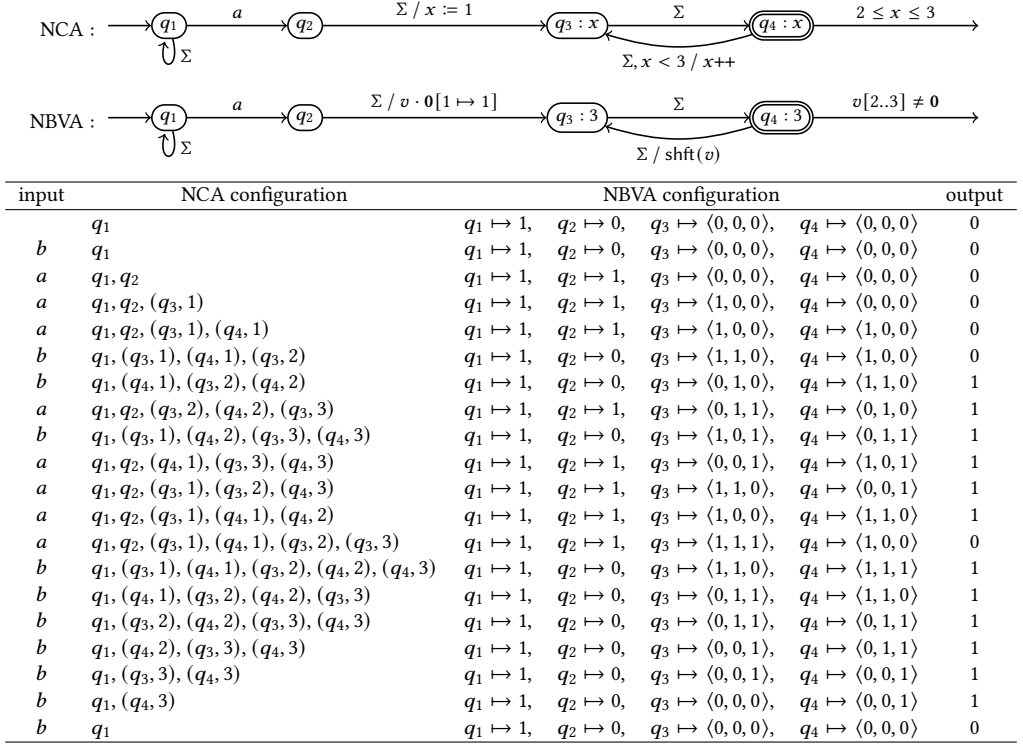 NCA : q1 a q2 Σ / x := 1 q3 : x Σ q4 : x 2 ≤ x ≤ 3
Σ Σ, x < 3 / x++
NBVA : q1 a q2 Σ / v · 0[1 ↦ 1] q3 : 3 Σ q4 : 3 v[2..3] ≠ 0
Σ Σ / shft(v)
input NCA configuration NBVA configuration output
q1 q1 ↦ 1, q2 ↦ 0, q3 ↦ ⟨0, 0, 0⟩, q4 ↦ ⟨0, 0, 0⟩ 0
b q1 q1 ↦ 1, q2 ↦ 0, q3 ↦ ⟨0, 0, 0⟩, q4 ↦ ⟨0, 0, 0⟩ 0
a q1, q2 q1 ↦ 1, q2 ↦ 1, q3 ↦ ⟨0, 0, 0⟩, q4 ↦ ⟨0, 0, 0⟩ 0
a q1, q2, (q3, 1) q1 ↦ 1, q2 ↦ 1, q3 ↦ ⟨1, 0, 0⟩, q4 ↦ ⟨0, 0, 0⟩ 0
a q1, q2, (q3, 1), (q4, 1) q1 ↦ 1, q2 ↦ 1, q3 ↦ ⟨1, 0, 0⟩, q4 ↦ ⟨1, 0, 0⟩ 0
b q1, (q3, 1), (q4, 1), (q3, 2) q1 ↦ 1, q2 ↦ 0, q3 ↦ ⟨1, 1, 0⟩, q4 ↦ ⟨1, 0, 0⟩ 0
b q1, (q4, 1), (q3, 2), (q4, 2) q1 ↦ 1, q2 ↦ 0, q3 ↦ ⟨0, 1, 0⟩, q4 ↦ ⟨1, 1, 0⟩ 1
a q1, q2, (q3, 2), (q4, 2), (q3, 3) q1 ↦ 1, q2 ↦ 1, q3 ↦ ⟨0, 1, 1⟩, q4 ↦ ⟨0, 1, 0⟩ 1
b q1, (q3, 1), (q4, 2), (q3, 3), (q4, 3) q1 ↦ 1, q2 ↦ 0, q3 ↦ ⟨1, 0, 1⟩, q4 ↦ ⟨0, 1, 1⟩ 1
a q1, q2, (q4, 1), (q3, 3), (q4, 3) q1 ↦ 1, q2 ↦ 1, q3 ↦ ⟨0, 0, 1⟩, q4 ↦ ⟨1, 0, 1⟩ 1
a q1, q2, (q3, 1), (q3, 2), (q4, 3) q1 ↦ 1, q2 ↦ 1, q3 ↦ ⟨1, 1, 0⟩, q4 ↦ ⟨0, 0, 1⟩ 1
a q1, q2, (q3, 1), (q4, 1), (q4, 2) q1 ↦ 1, q2 ↦ 1, q3 ↦ ⟨1, 0, 0⟩, q4 ↦ ⟨1, 1, 0⟩ 1
a q1, q2, (q3, 1), (q4, 1), (q3, 2), (q3, 3) q1 ↦ 1, q2 ↦ 1, q3 ↦ ⟨1, 1, 1⟩, q4 ↦ ⟨1, 0, 0⟩ 0
b q1, (q3, 1), (q4, 1), (q3, 2), (q4, 2), (q4, 3) q1 ↦ 1, q2 ↦ 0, q3 ↦ ⟨1, 1, 0⟩, q4 ↦ ⟨1, 1, 1⟩ 1
b q1, (q4, 1), (q3, 2), (q4, 2), (q3, 3) q1 ↦ 1, q2 ↦ 0, q3 ↦ ⟨0, 1, 1⟩, q4 ↦ ⟨1, 1, 0⟩ 1
b q1, (q3, 2), (q4, 2), (q3, 3), (q4, 3) q1 ↦ 1, q2 ↦ 0, q3 ↦ ⟨0, 1, 1⟩, q4 ↦ ⟨0, 1, 1⟩ 1
b q1, (q4, 2), (q3, 3), (q4, 3) q1 ↦ 1, q2 ↦ 0, q3 ↦ ⟨0, 0, 1⟩, q4 ↦ ⟨0, 1, 1⟩ 1
b q1, (q3, 3), (q4, 3) q1 ↦ 1, q2 ↦ 0, q3 ↦ ⟨0, 0, 1⟩, q4 ↦ ⟨0, 0, 1⟩ 1
b q1, (q4, 3) q1 ↦ 1, q2 ↦ 0, q3 ↦ ⟨0, 0, 0⟩, q4 ↦ ⟨0, 0, 1⟩ 1
b q1 q1 ↦ 1, q2 ↦ 0, q3 ↦ ⟨0, 0, 0⟩, q4 ↦ ⟨0, 0, 0⟩ 0